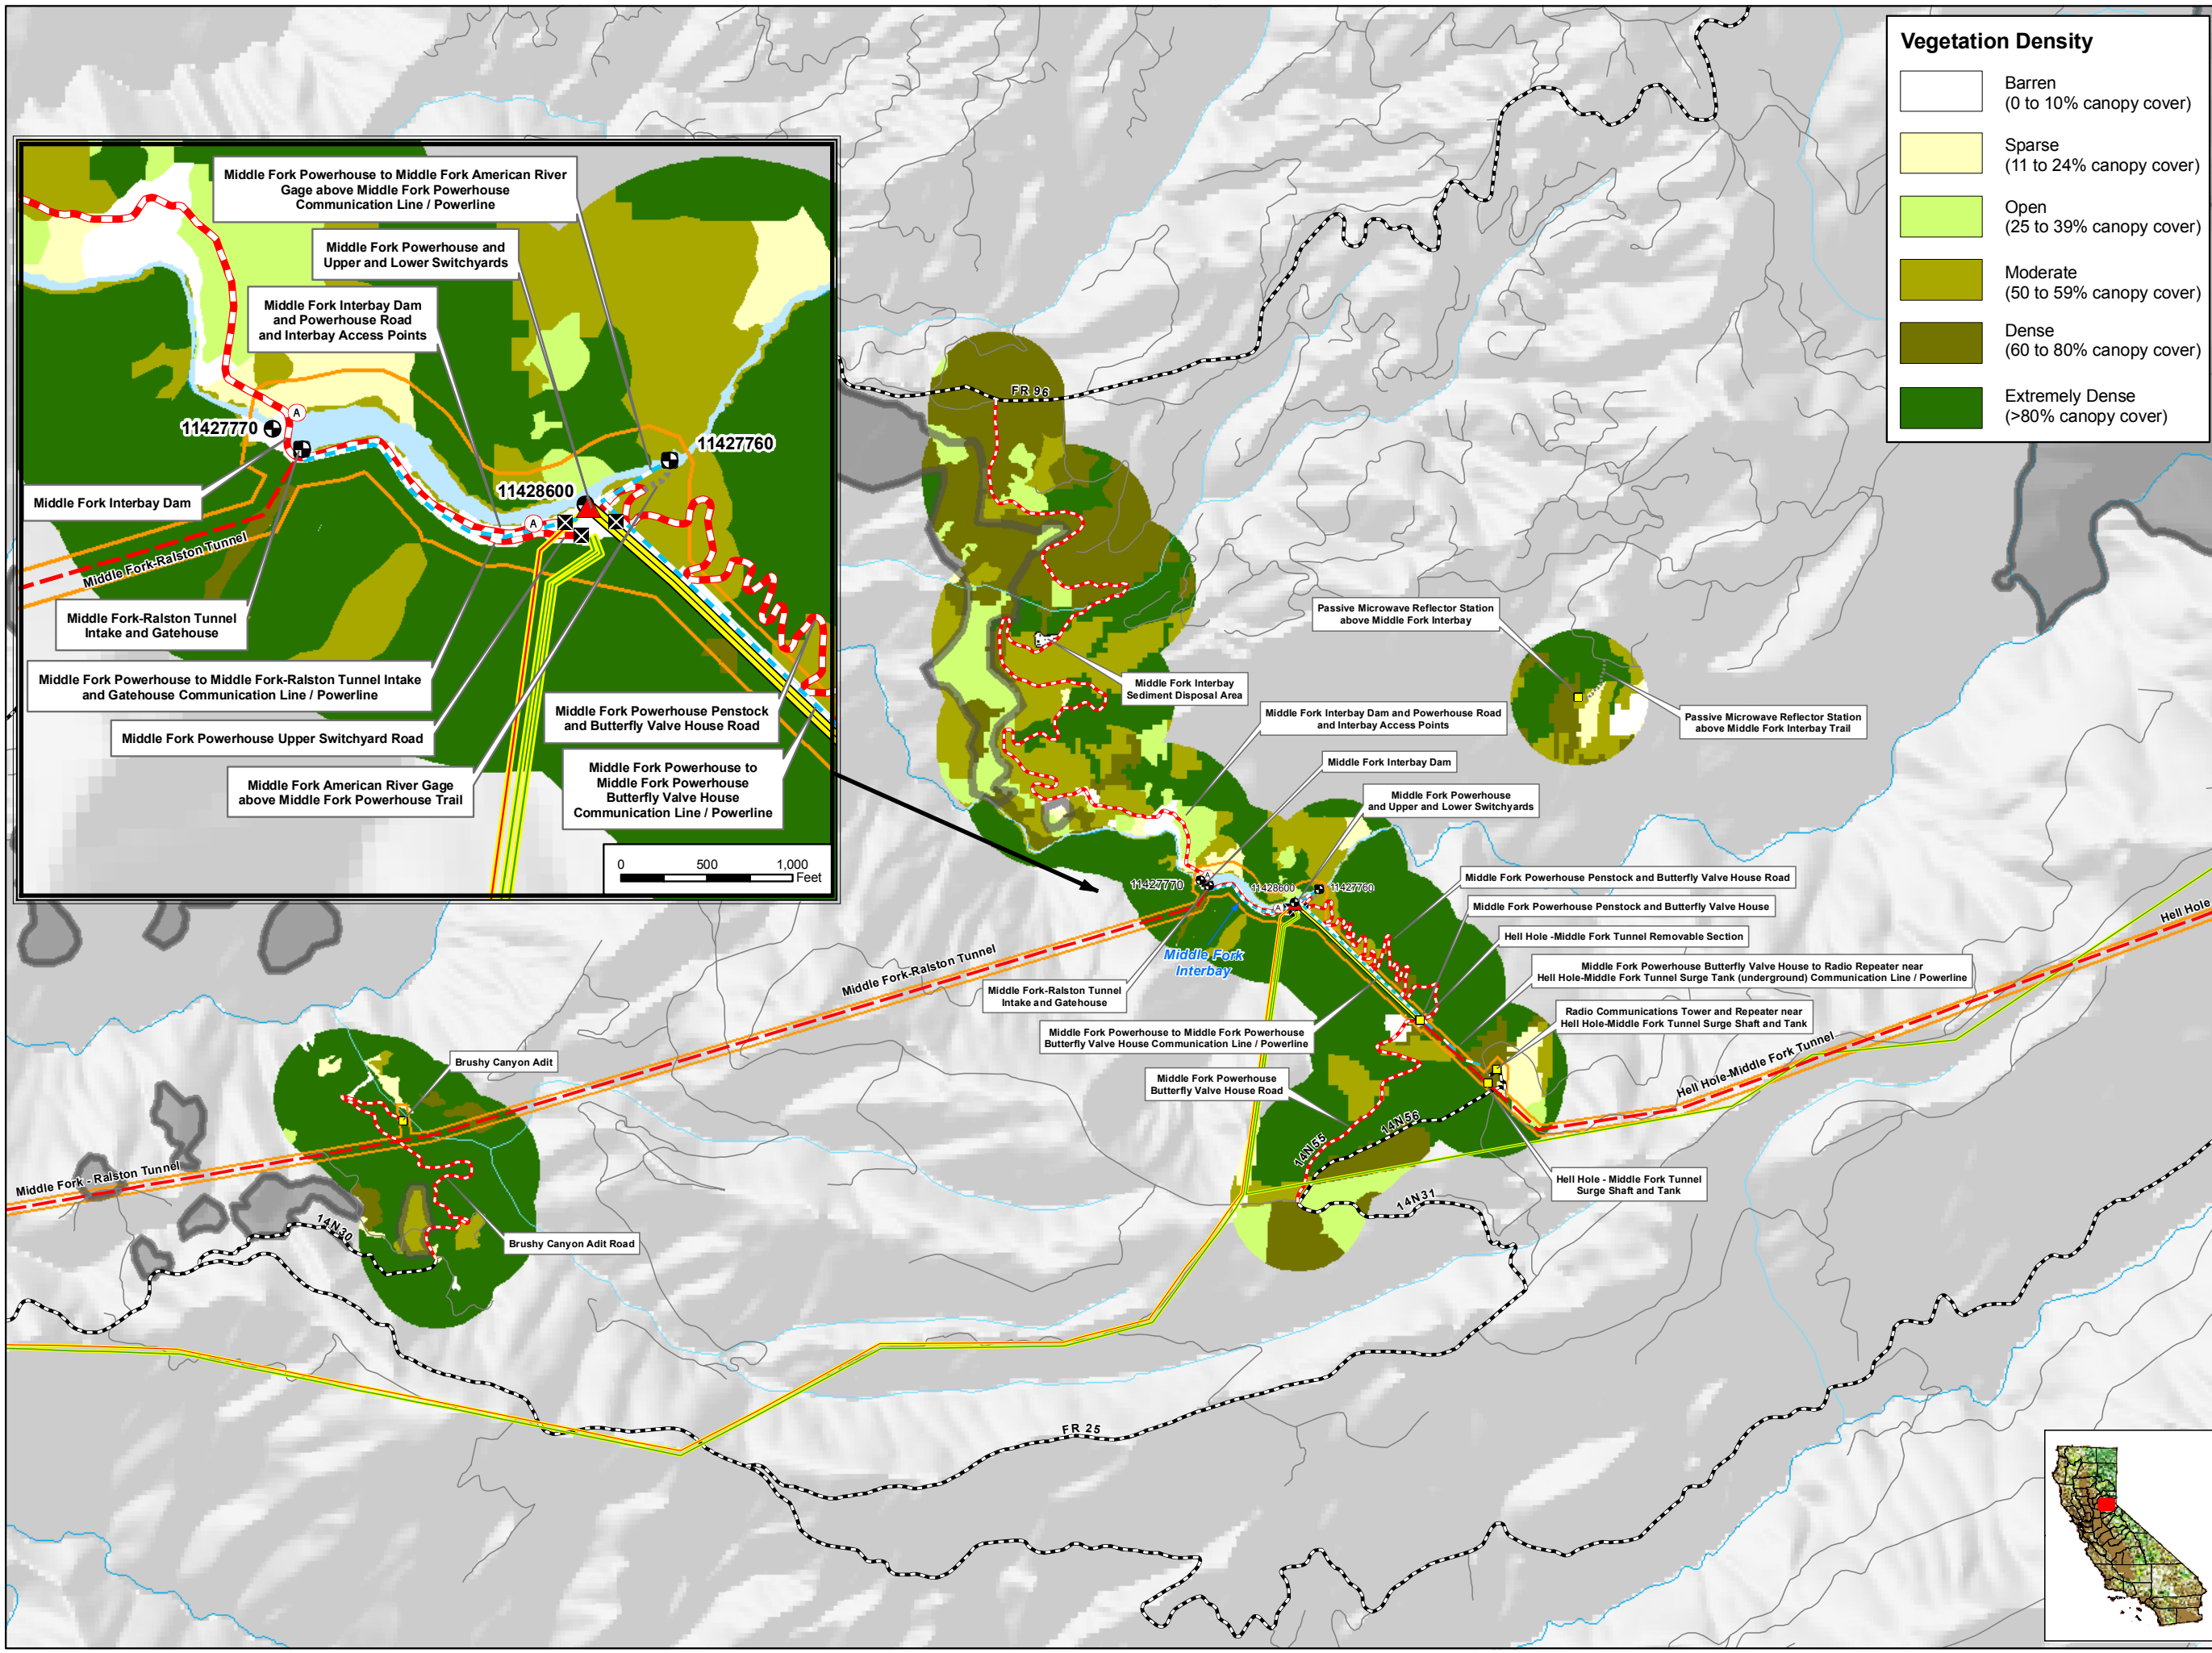 Vegetation Density
Barren
(0 to 10% canopy cover)
Sparse
(11 to 24% canopy cover)
Open
(25 to 39% canopy cover)
Moderate
(50 to 59% canopy cover)
Dense
(60 to 80% canopy cover)
Extremely Dense
(>80% canopy cover)
Middle Fork Powerhouse to Middle Fork American River
Gage above Middle Fork Powerhouse
Communication Line / Powerline
Middle Fork Powerhouse and
Upper and Lower Switchyards
Middle Fork Interbay Dam
and Powerhouse Road
and Interbay Access Points
A
11427770
11427760
11428600
A
Middle Fork Interbay Dam
Middle Fork-Ralston Tunnel
Middle Fork-Ralston Tunnel
Intake and Gatehouse
Middle Fork Powerhouse to Middle Fork-Ralston Tunnel Intake
and Gatehouse Communication Line / Powerline
Middle Fork Powerhouse Upper Switchyard Road
Middle Fork American River Gage
above Middle Fork Powerhouse Trail
Middle Fork Powerhouse Penstock
and Butterfly Valve House Road
Middle Fork Powerhouse to
Middle Fork Powerhouse
Butterfly Valve House
Communication Line / Powerline
0 500 1,000
Feet
FR 96
Passive Microwave Reflector Station
above Middle Fork Interbay
Passive Microwave Reflector Station
above Middle Fork Interbay Trail
Middle Fork Interbay
Sediment Disposal Area
Middle Fork Interbay Dam and Powerhouse Road
and Interbay Access Points
Middle Fork Interbay Dam
Middle Fork Powerhouse
and Upper and Lower Switchyards
11427770
A
11428600
11427760
A
Middle Fork
Interbay
Middle Fork Powerhouse Penstock and Butterfly Valve House Road
Middle Fork Powerhouse Penstock and Butterfly Valve House
Hell Hole -Middle Fork Tunnel Removable Section
Middle Fork Powerhouse Butterfly Valve House to Radio Repeater near
Hell Hole-Middle Fork Tunnel Surge Tank (underground) Communication Line / Powerline
Radio Communications Tower and Repeater near
Hell Hole-Middle Fork Tunnel Surge Shaft and Tank
Hell Hole
Hell Hole-Middle Fork Tunnel
Middle Fork-Ralston Tunnel
Middle Fork-Ralston Tunnel
Intake and Gatehouse
Middle Fork Powerhouse to Middle Fork Powerhouse
Butterfly Valve House Communication Line / Powerline
Middle Fork Powerhouse
Butterfly Valve House Road
14N56
14N55
14N31
Hell Hole - Middle Fork Tunnel
Surge Shaft and Tank
Brushy Canyon Adit
Middle Fork - Ralston Tunnel
14N30
Brushy Canyon Adit Road
FR 25